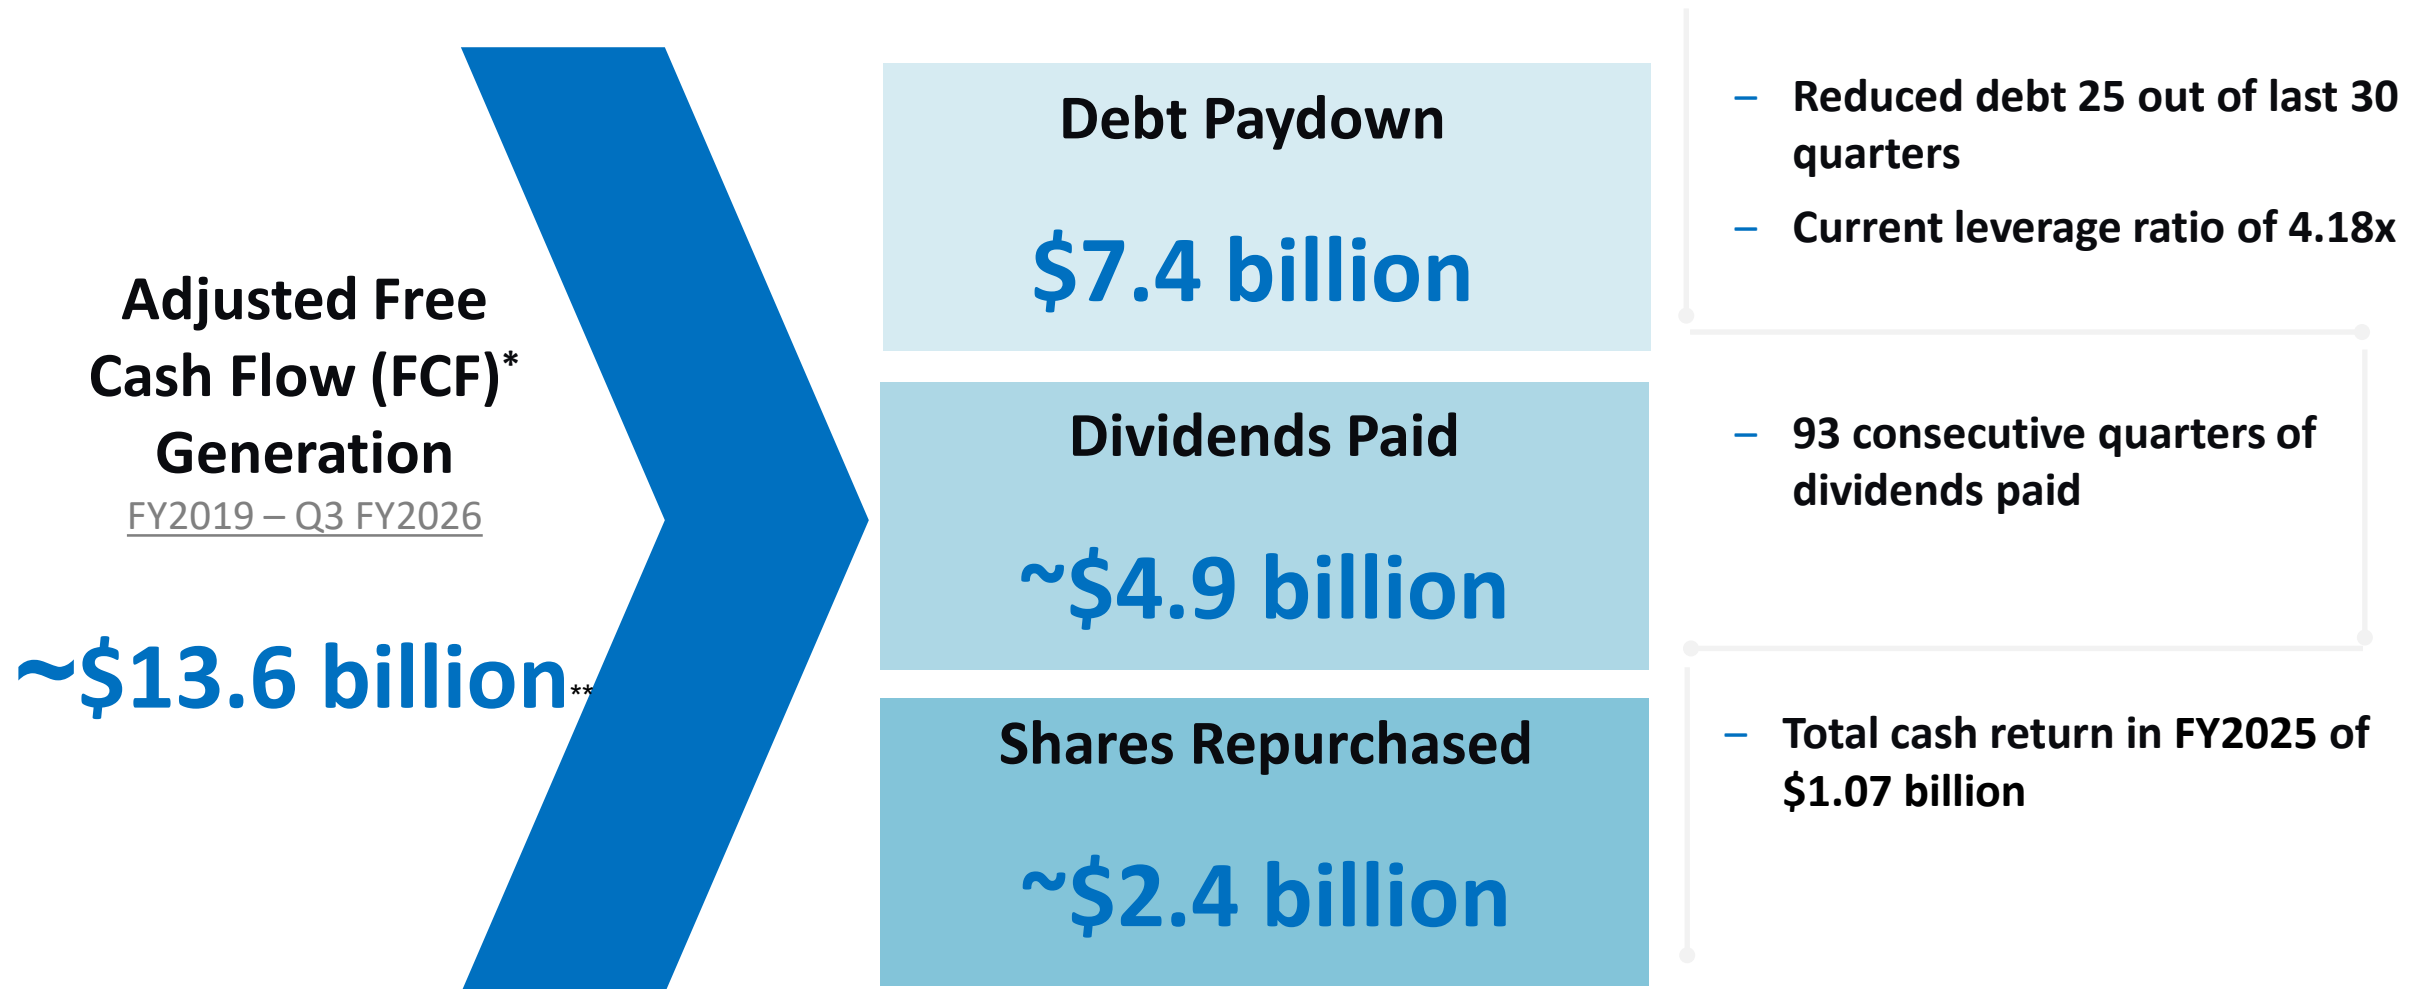 Adjusted Free
Cash Flow (FCF)*
Generation
FY2019 – Q3 FY2026
~$13.6 billion**
Debt Paydown
$7.4 billion
– Reduced debt 25 out of last 30
quarters
– Current leverage ratio of 4.18x
Dividends Paid
~$4.9 billion
– 93 consecutive quarters of
dividends paid
Shares Repurchased
~$2.4 billion
– Total cash return in FY2025 of
$1.07 billion